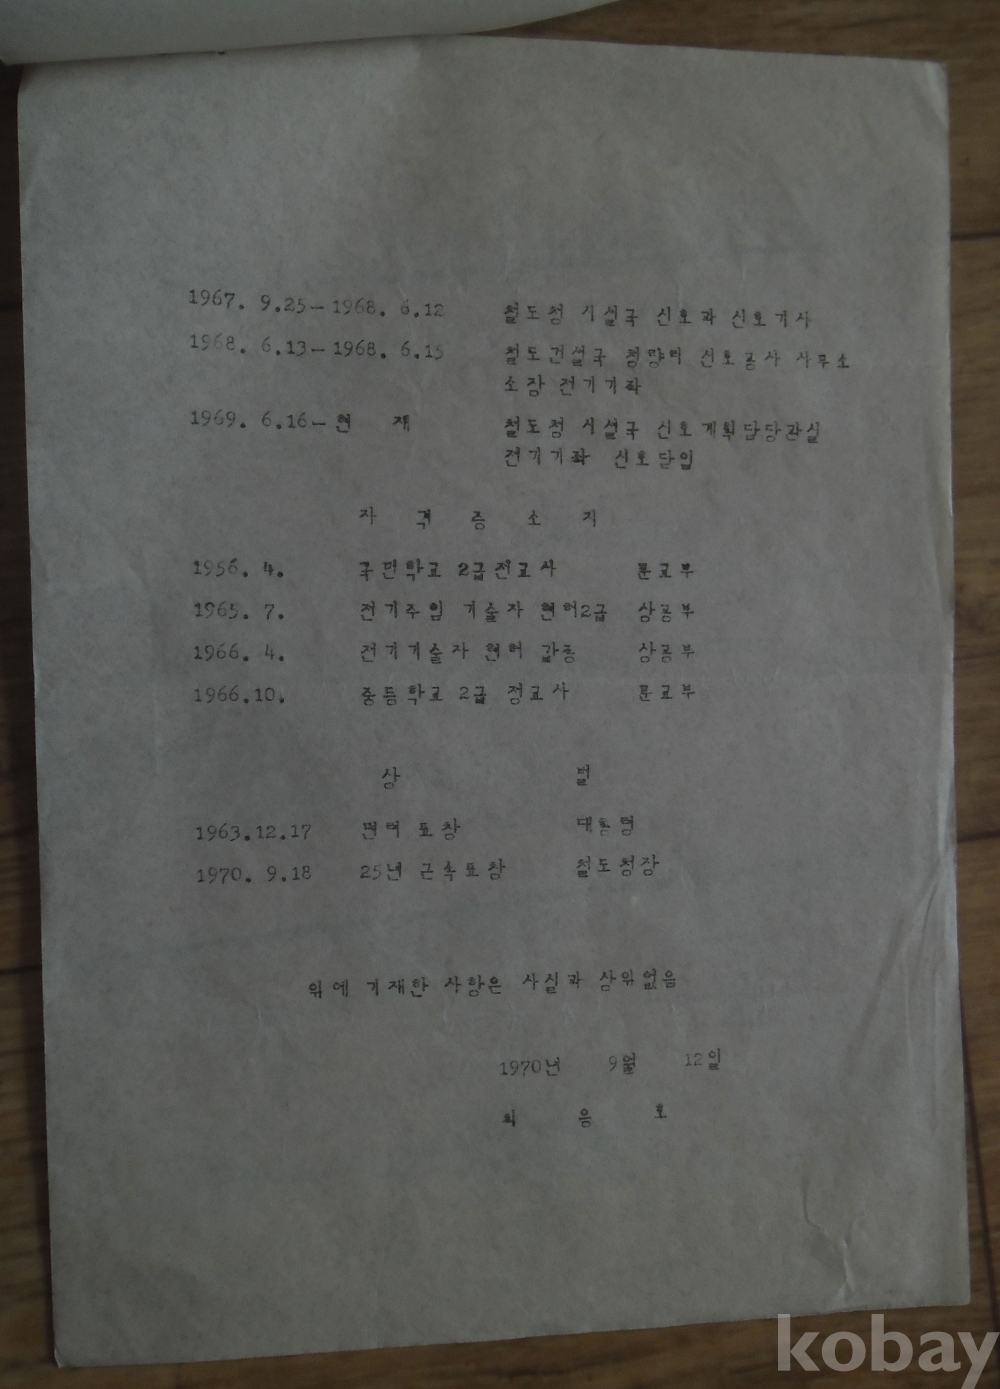 1967. 9.25－1968. 6.12 철도청 시설국 신호과 신호기사
1968. 6.13－1968. 6.15 철도건설국 청량리 신호공사 사무소
소장 전기기좌
1969. 6.16－현 재 철도청 시설국 신호계획담당관실
전기기좌 신호단임
자 격 증 소 지
1956. 4. 국민학교 2급전교사 문교부
1965. 7. 전기주임 기술자 면허2급 상공부
1966. 4. 전기기술자 면허 갑종 상공부
1966.10. 중등학교 2급 정교사 문교부
상 벌
1963.12.17 표창 대통령
1970. 9.18 25년 근속표창 철도청장
위에 기재한 사항은 사실과 상위없음
1970년 9월 12일
최 응 호
kobay